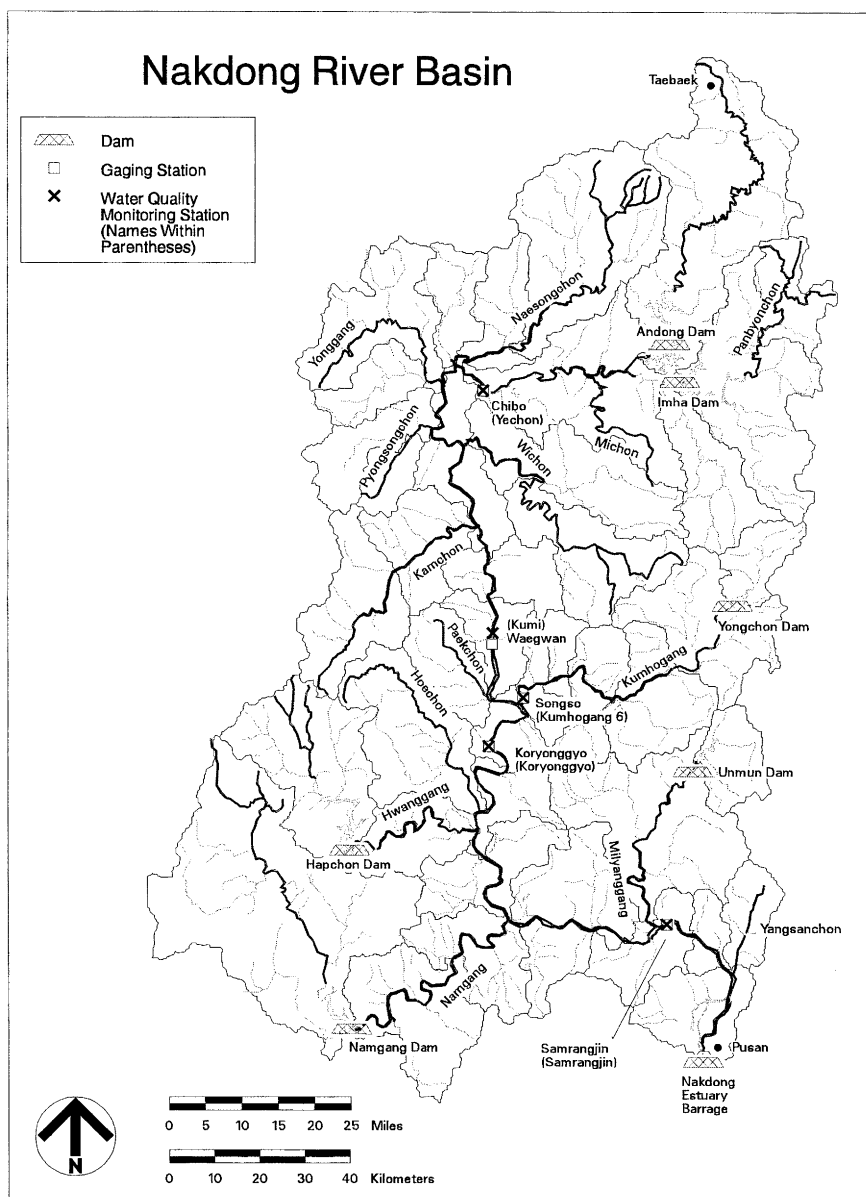 Nakdong River Basin
Dam
Gaging Station
Water Quality
Monitoring Station
(Names Within
Parentheses)
Taebaek
Naesongchon
Panbyonchon
Yonggang
Andong Dam
Imha Dam
Chibo
(Yechon)
Michon
Wichon
Pyongsongchon
Kamchon
(Kumi)
Waegwan
Yongchon Dam
Paekchon
Kumhogang
Hoechon
Songso
(Kumhogang 6)
Koryonggyo
(Koryonggyo)
Unmun Dam
Hwanggang
Hapchon Dam
Milyanggang
Yangsanchon
Namgang
Namgang Dam
Samrangjin
(Samrangjin)
Pusan
Nakdong
Estuary
Barrage
N
0 5 10 15 20 25 Miles
0 10 20 30 40 Kilometers